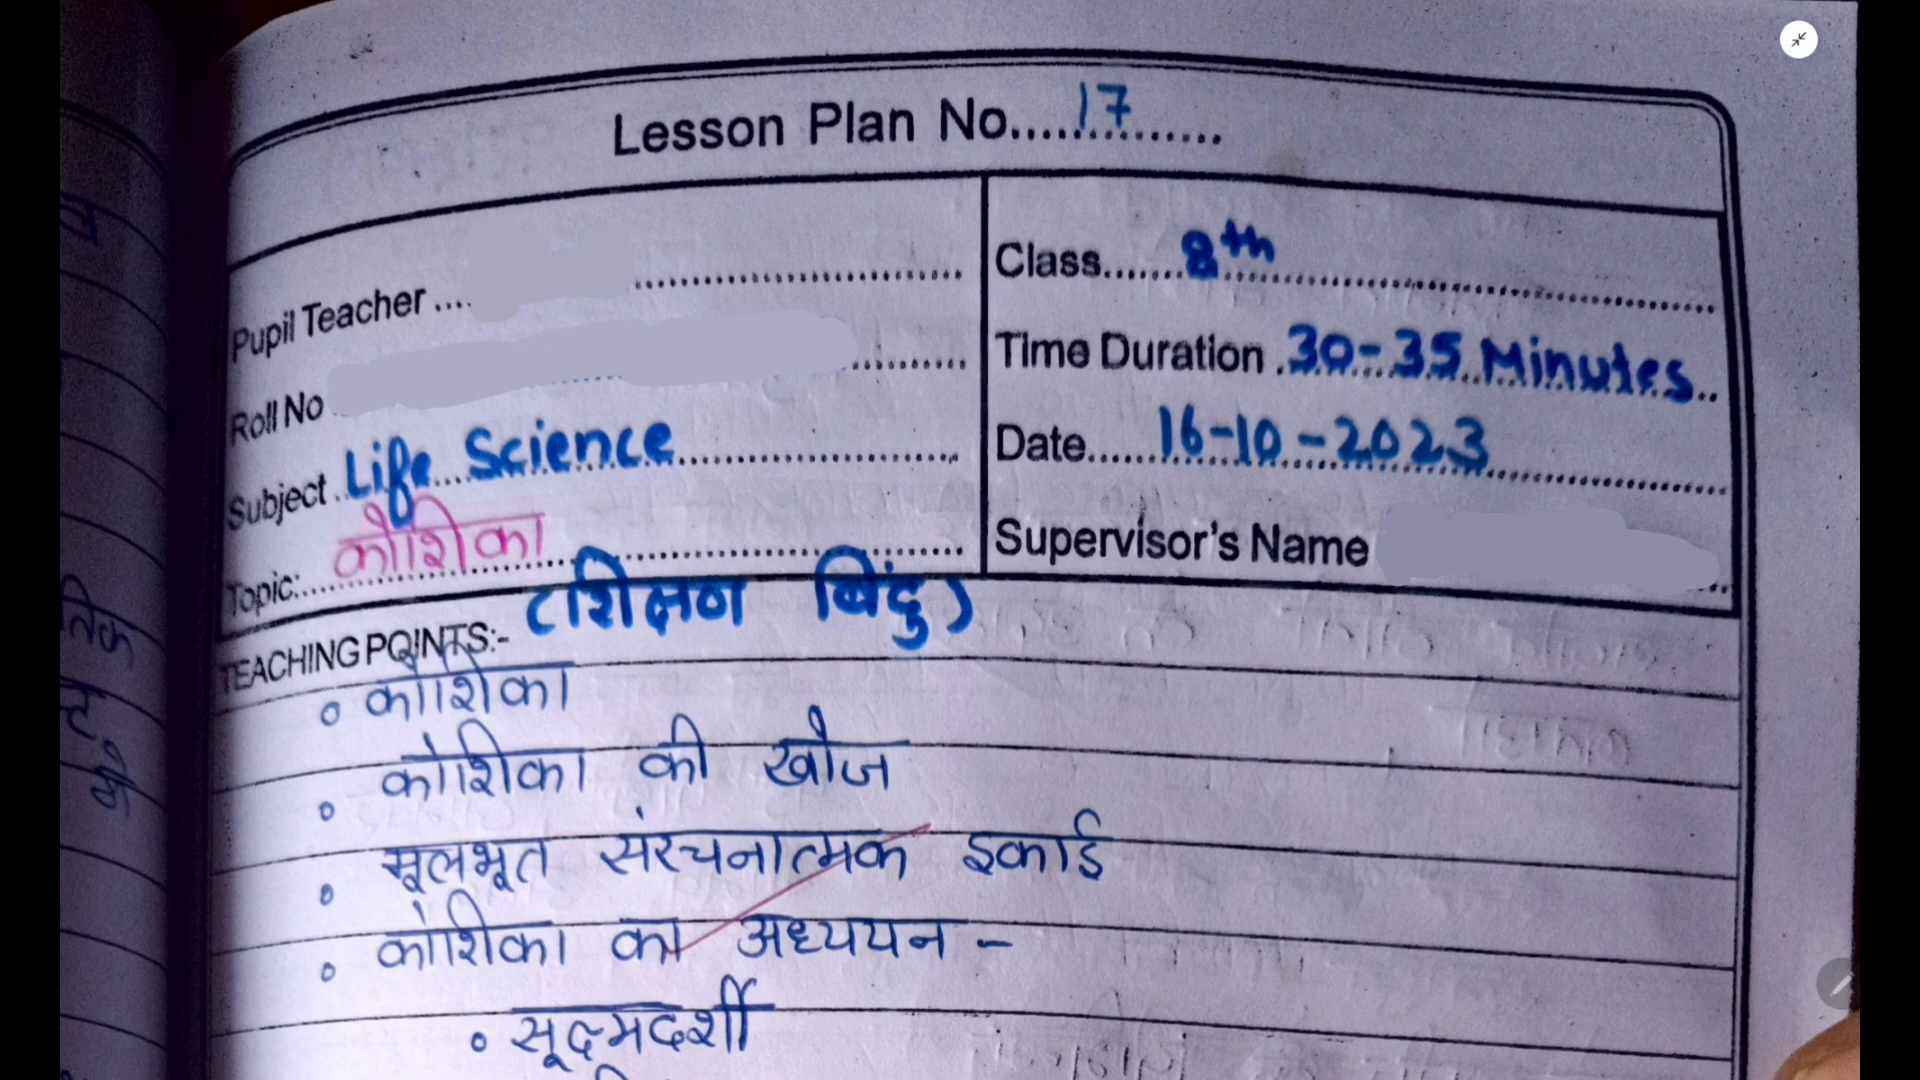 Lesson Plan No.....17..........
Pupil Teacher ....
Class.......8th
Roll No
Time Duration .30-35 Minutes..
Subject ..Life Science
Date......16-10-2023
Topic:.....कोशिका
Supervisor's Name
TEACHING POINTS:- (शिक्षण बिंदु)
∘ कोशिका
∘ कोशिका की खोज
∘ मूलभूत संरचनात्मक इकाई
∘ कोशिका का अध्ययन -
∘ सूक्ष्मदर्शी